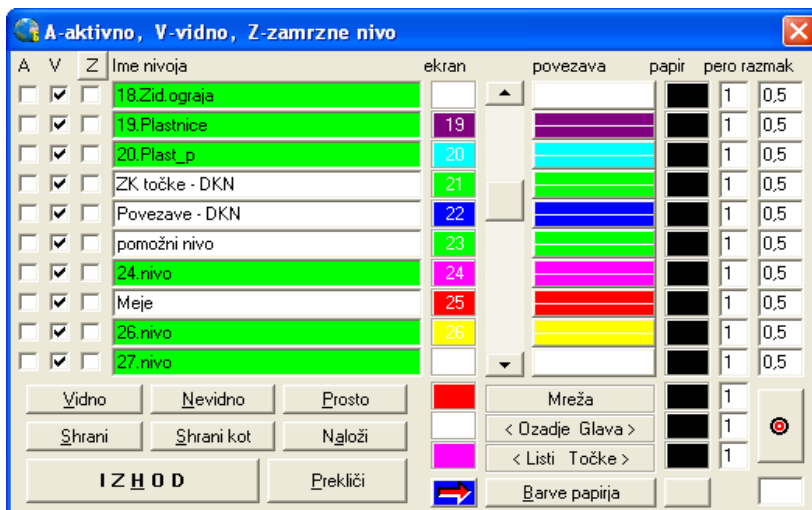 A-aktivno, V-vidno, Z-zamrzne nivo
A V Z Ime nivoja ekran povezava papir pero razmak
18.Zid.ograja 1 0,5
19.Plastnice 19 1 0,5
20.Plast_p 20 1 0,5
ZK točke - DKN 21 1 0,5
Povezave - DKN 22 1 0,5
pomožni nivo 23 1 0,5
24.nivo 24 1 0,5
Meje 25 1 0,5
26.nivo 26 1 0,5
27.nivo 1 0,5
Vidno Nevidno Prosto Mreža 1
Shrani Shrani kot Naloži < Ozadje Glava > 1
< Listi Točke > 1
I Z H O D Prekliči Barve papirja